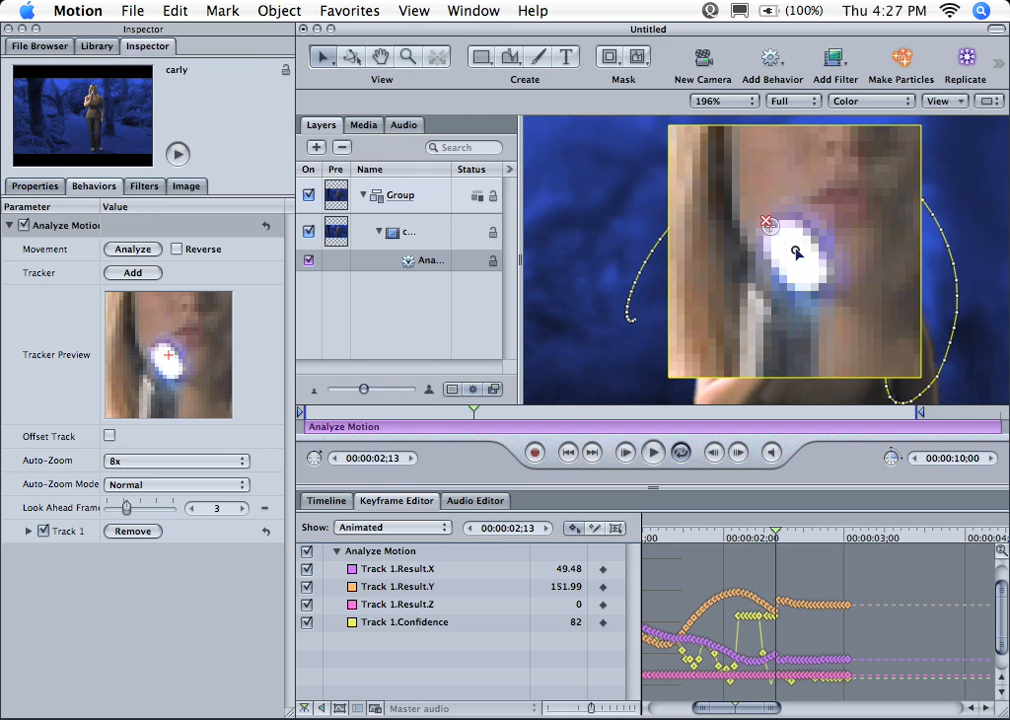 Motion File Edit Mark Object Favorites View Window Help (100%) Thu 4:27 PM
Inspector
Untitled
File Browser Library Inspector
carly
View Create Mask New Camera Add Behavior Add Filter Make Particles Replicate
196% Full Color View
Layers Media Audio
Search
On Pre Name Status
Group
c...
Ana...
Properties Behaviors Filters Image
Parameter Value
Analyze Motion
Movement Analyze Reverse
Tracker Add
Tracker Preview
Offset Track
Auto-Zoom 8x
Auto-Zoom Mode Normal
Look Ahead Fram 3
Track 1 Remove
Analyze Motion
00:00:02;13 00:00:10;00
Timeline Keyframe Editor Audio Editor
Show: Animated 00:00:02;13
;00 00:00:02;00 00:00:03;00 00:00:04;
Analyze Motion
Track 1.Result.X 49.48
Track 1.Result.Y 151.99
Track 1.Result.Z 0
Track 1.Confidence 82
Master audio